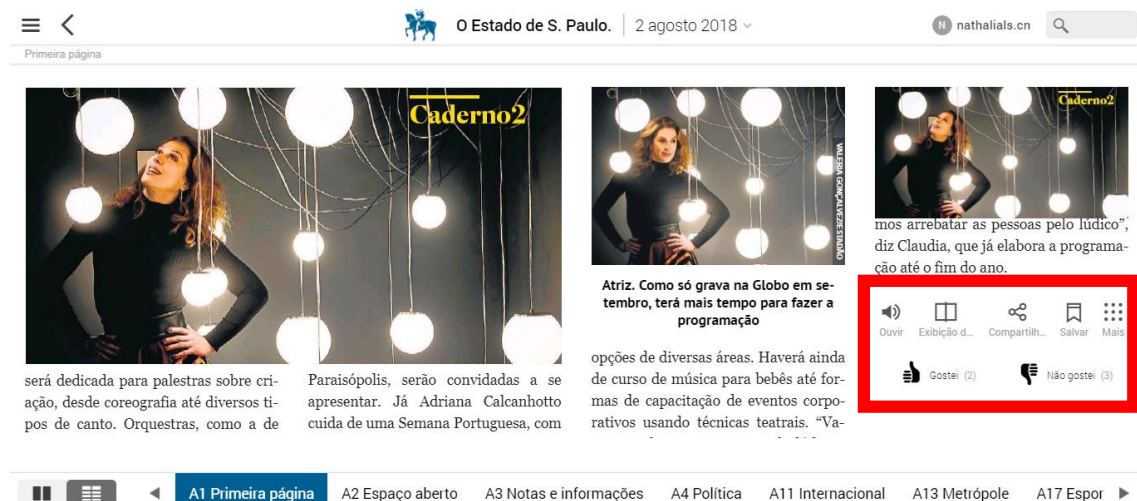 O Estado de S. Paulo. 2 agosto 2018
N nathalials.cn
Primeira página
Caderno2
será dedicada para palestras sobre cri-
ação, desde coreografia até diversos ti-
pos de canto. Orquestras, como a de
Paraisópolis, serão convidadas a se
apresentar. Já Adriana Calcanhotto
cuida de uma Semana Portuguesa, com
VALERIA GONÇALVEZ/ESTADÃO
Atriz. Como só grava na Globo em se-
tembro, terá mais tempo para fazer a
programação
opções de diversas áreas. Haverá ainda
de curso de música para bebês até for-
mas de capacitação de eventos corpo-
rativos usando técnicas teatrais. “Va-
Caderno2
mos arrebatar as pessoas pelo lúdico”,
diz Claudia, que já elabora a programa-
ção até o fim do ano.
Ouvir Exibição d... Compartilh... Salvar Mais
Gostei (2) Não gostei (3)
A1 Primeira página A2 Espaço aberto A3 Notas e informações A4 Política A11 Internacional A13 Metrópole A17 Espor